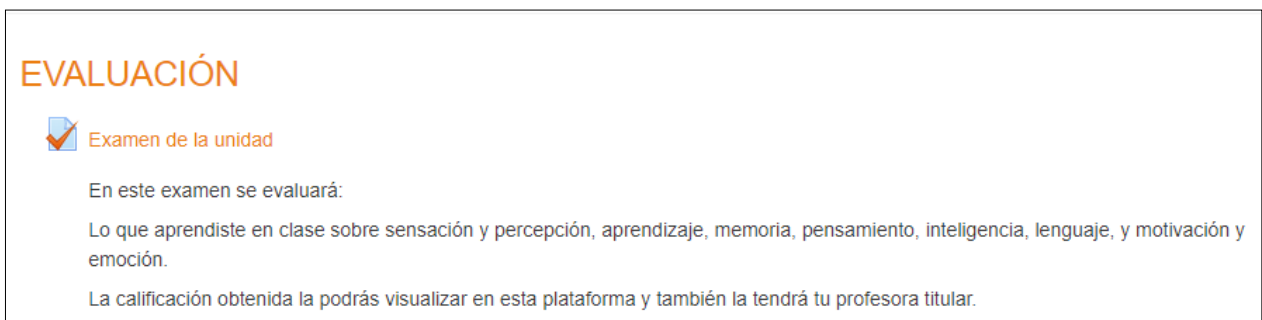 EVALUACIÓN
Examen de la unidad
En este examen se evaluará:
Lo que aprendiste en clase sobre sensación y percepción, aprendizaje, memoria, pensamiento, inteligencia, lenguaje, y motivación y
emoción.
La calificación obtenida la podrás visualizar en esta plataforma y también la tendrá tu profesora titular.